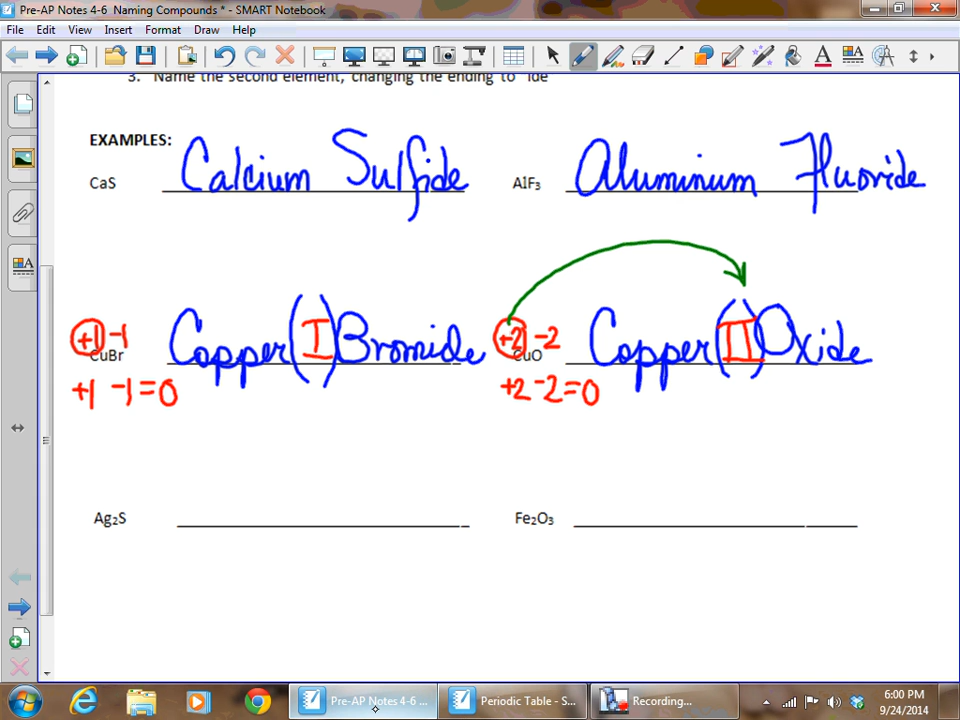 Pre-AP Notes 4-6 Naming Compounds * - SMART Notebook
File Edit View Insert Format Draw Help
3. Name the second element, changing the ending to "ide"
EXAMPLES:
CaS Calcium Sulfide AlF₃ Aluminum Fluoride
+1 -1 +2 -2
CuBr Copper (I) Bromide CuO Copper (II) Oxide
+1 -1 = 0 +2 -2 = 0
Ag₂S Fe₂O₃
Pre-AP Notes 4-6 ... Periodic Table - S... Recording... 6:00 PM
9/24/2014